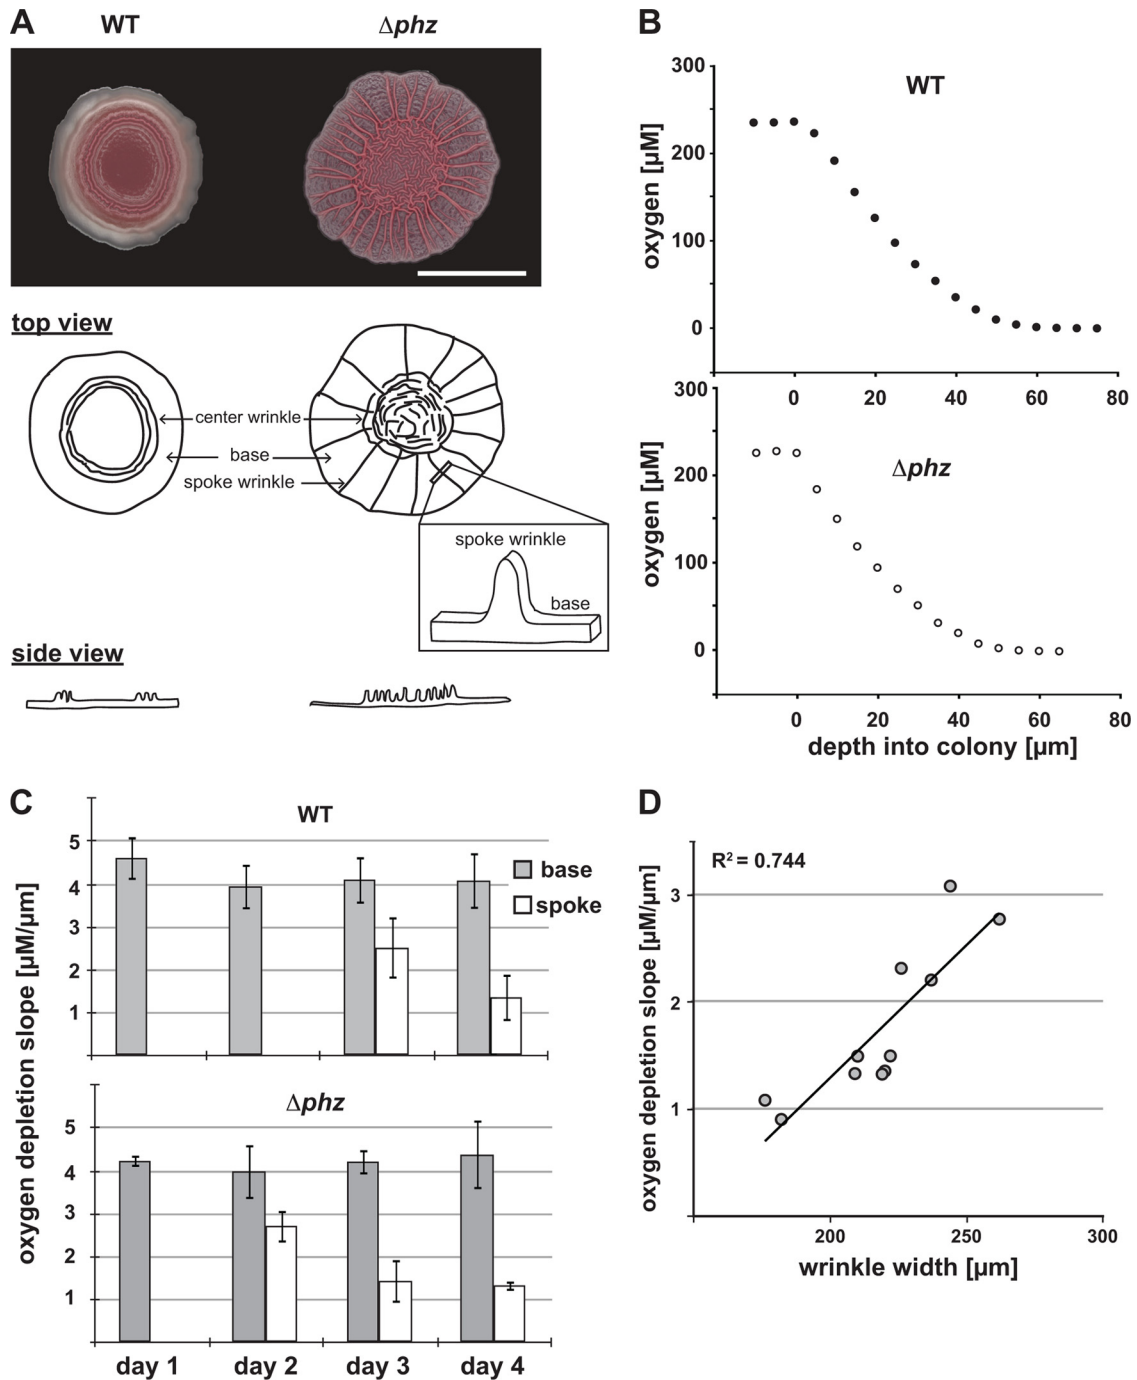 A
WT
Δphz
top view
center wrinkle
base
spoke wrinkle
spoke wrinkle
base
side view
B
300
200
100
0
oxygen [µM]
WT
0 20 40 60 80
300
200
100
0
oxygen [µM]
Δphz
0 20 40 60 80
depth into colony [µm]
C
WT
5
4
3
2
1
base
spoke
oxygen depletion slope [µM/µm]
Δphz
5
4
3
2
1
day 1 day 2 day 3 day 4
D
R² = 0.744
3
2
1
oxygen depletion slope [µM/µm]
200 250 300
wrinkle width [µm]